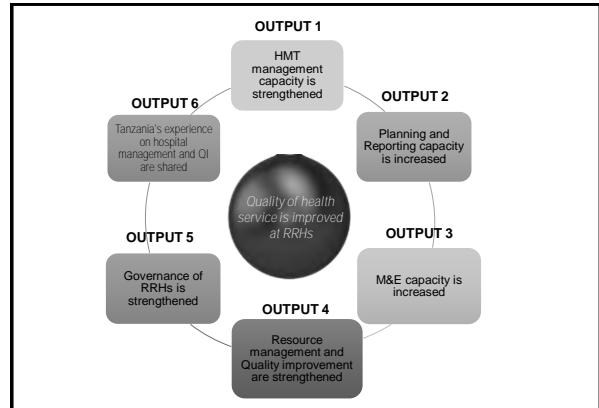 OUTPUT 1
HMT
management
capacity is
strengthened
OUTPUT 2
Planning and
Reporting capacity
is increased
OUTPUT 3
M&E capacity is
increased
OUTPUT 4
Resource
management and
Quality improvement
are strengthened
OUTPUT 5
Governance of
RRHs is
strengthened
OUTPUT 6
Tanzania's experience
on hospital
management and QI
are shared
Quality of health
service is improved
at RRHs